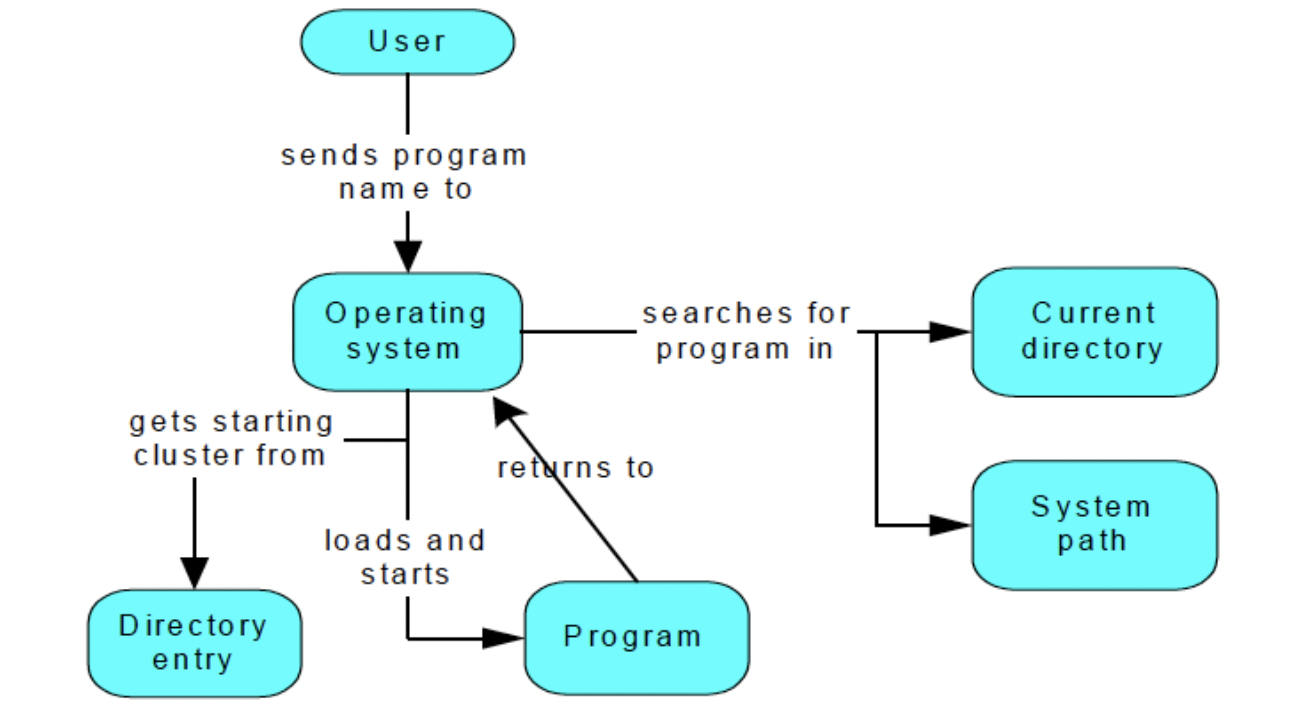 User
sends program
name to
Operating
system
searches for
program in
Current
directory
gets starting
cluster from
returns to
System
path
loads and
starts
Directory
entry
Program